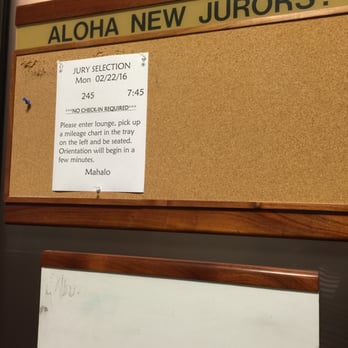 ALOHA NEW JURORS!
JURY SELECTION
Mon 02/22/16
245 7:45
***NO CHECK-IN REQUIRED***
Please enter lounge, pick up
a mileage chart in the tray
on the left and be seated.
Orientation will begin in a
few minutes.
Mahalo